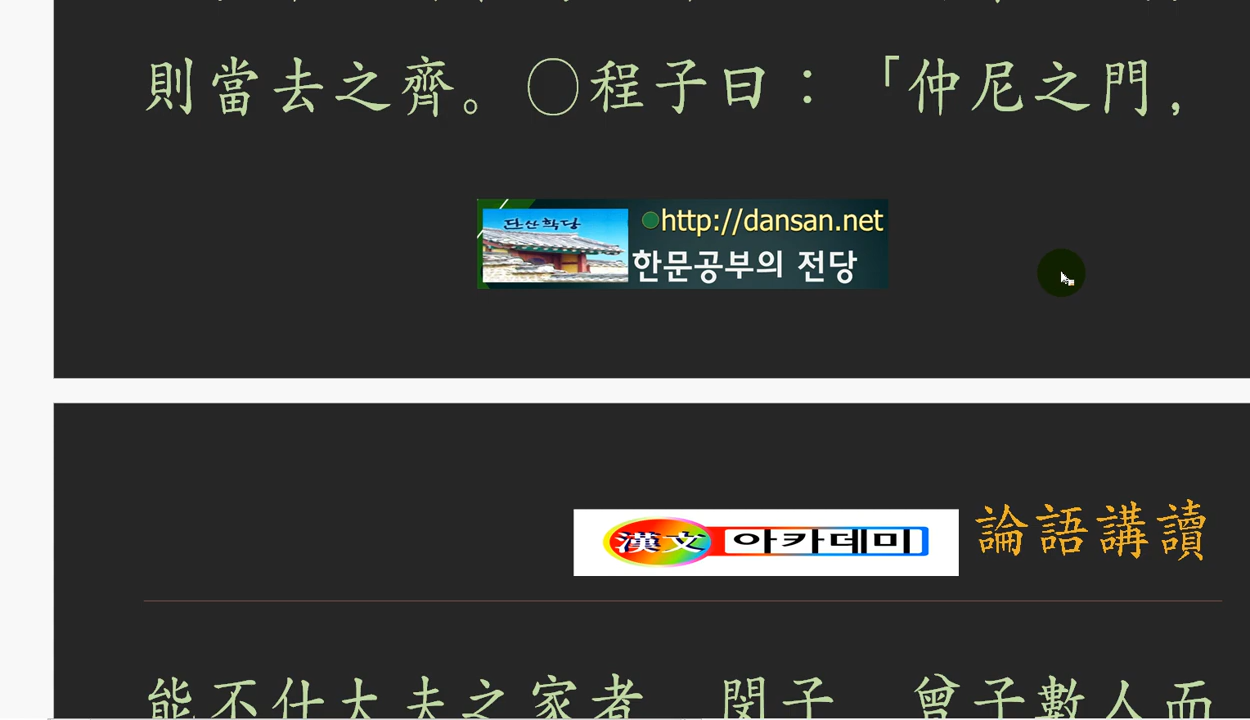 則當去之齊。○程子曰：「仲尼之門，
단산학당
http://dansan.net
한문공부의 전당
漢文 아카데미
論語講讀
能不仕大夫之家者，閔子、曾子數人而